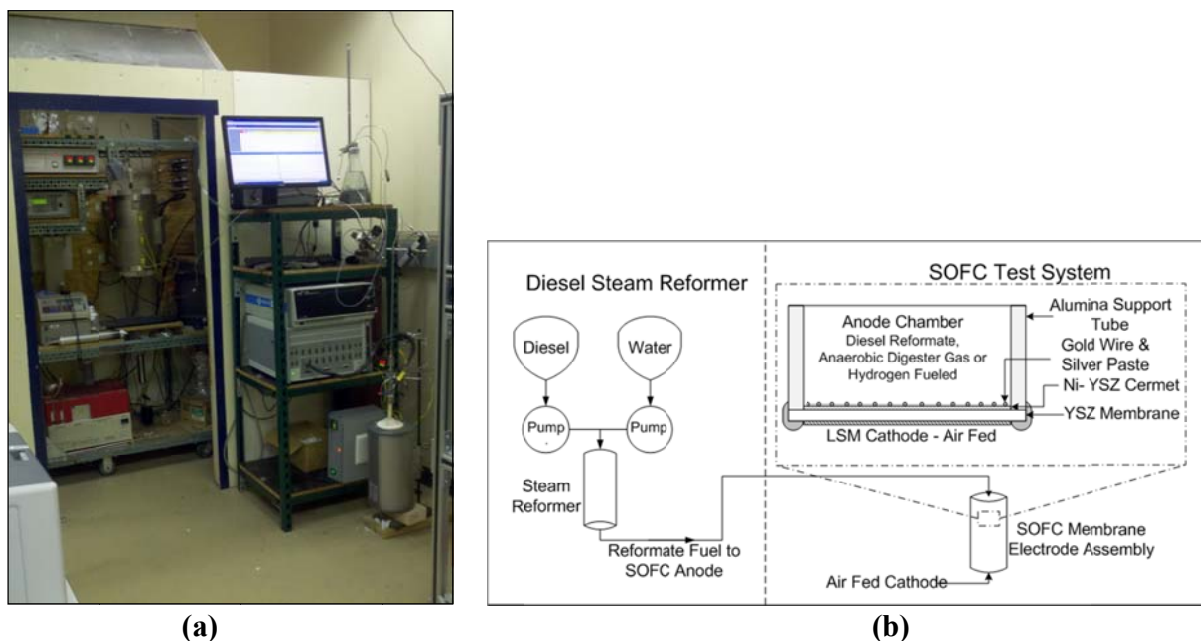 Diesel Steam Reformer
SOFC Test System
Diesel
Water
Pump
Pump
Steam
Reformer
Reformate Fuel to
SOFC Anode
Anode Chamber
Diesel Reformate,
Anaerobic Digester Gas or
Hydrogen Fueled
LSM Cathode - Air Fed
Alumina Support
Tube
Gold Wire &
Silver Paste
Ni- YSZ Cermet
YSZ Membrane
SOFC Membrane
Electrode Assembly
Air Fed Cathode
(a)
(b)